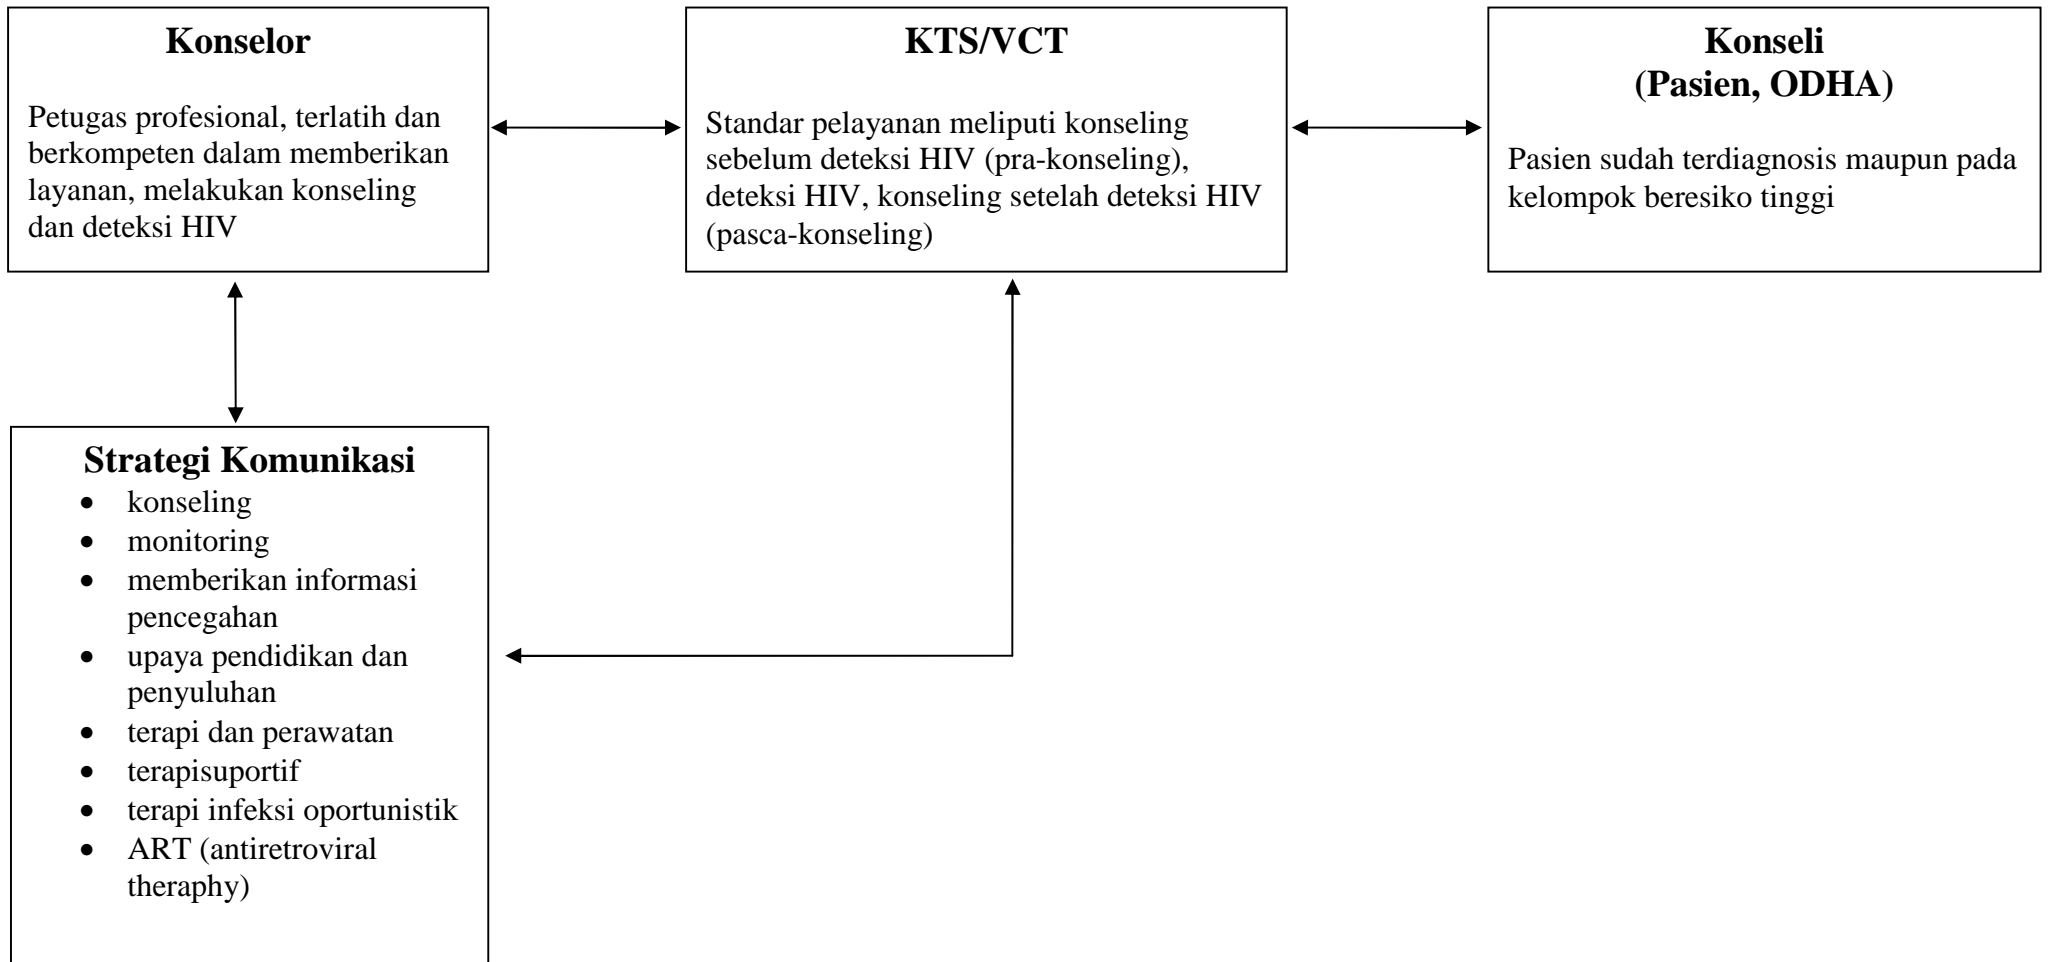 Konselor
Petugas profesional, terlatih dan
berkompeten dalam memberikan
layanan, melakukan konseling
dan deteksi HIV
KTS/VCT
Standar pelayanan meliputi konseling
sebelum deteksi HIV (pra-konseling),
deteksi HIV, konseling setelah deteksi HIV
(pasca-konseling)
Konseli
(Pasien, ODHA)
Pasien sudah terdiagnosis maupun pada
kelompok beresiko tinggi
Strategi Komunikasi
• konseling
• monitoring
• memberikan informasi
pencegahan
• upaya pendidikan dan
penyuluhan
• terapi dan perawatan
• terapisuportif
• terapi infeksi oportunistik
• ART (antiretroviral
theraphy)